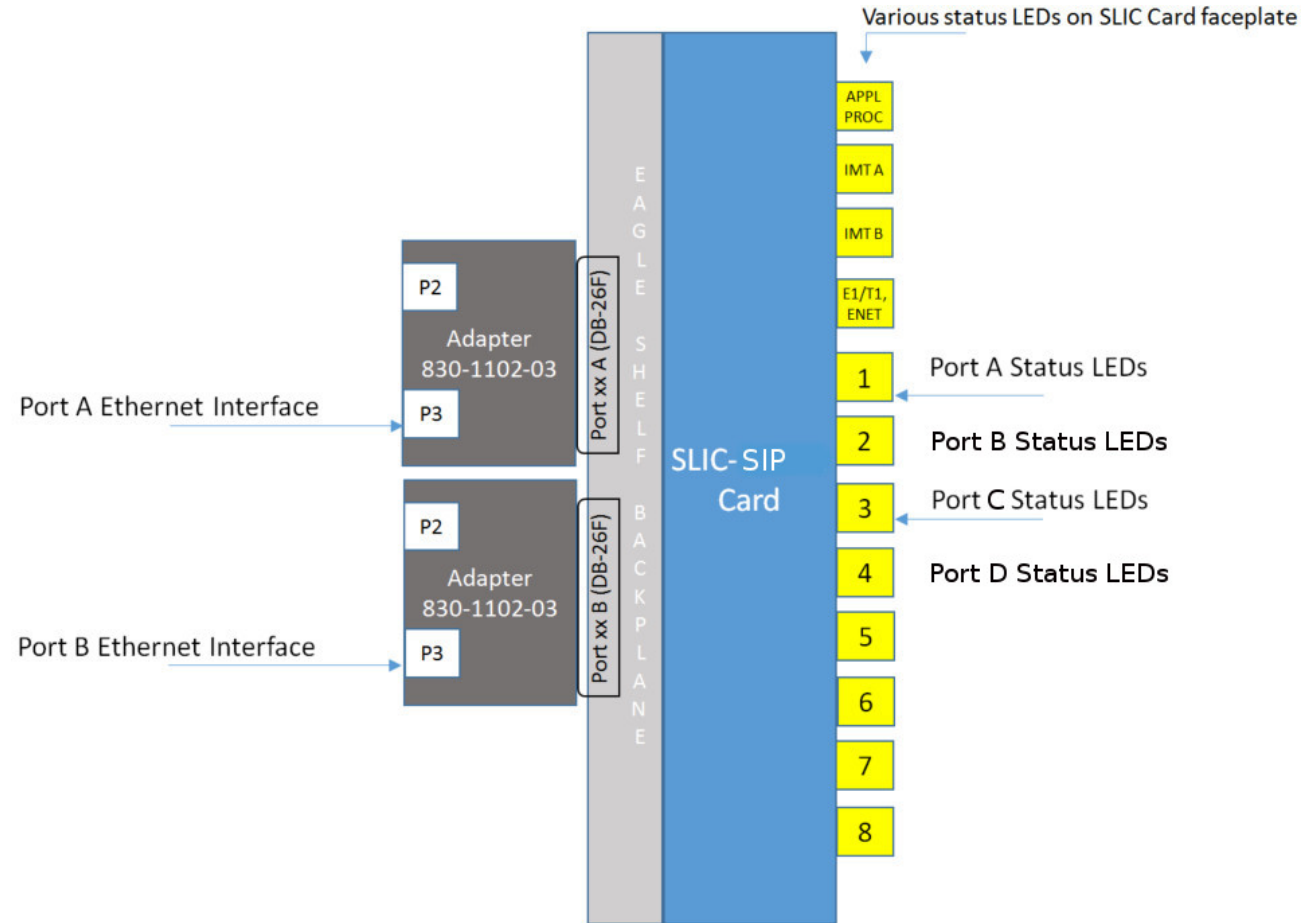 Various status LEDs on SLIC Card faceplate
APPL
PROC
IMT A
IMT B
E1/T1,
ENET
1
2
3
4
5
6
7
8
Port A Status LEDs
Port B Status LEDs
Port C Status LEDs
Port D Status LEDs
SLIC-SIP
Card
EAGLE SHELF BACKPLANE
Port xx A (DB-26F)
Port xx B (DB-26F)
P2
Adapter
830-1102-03
P3
Port A Ethernet Interface
P2
Adapter
830-1102-03
P3
Port B Ethernet Interface